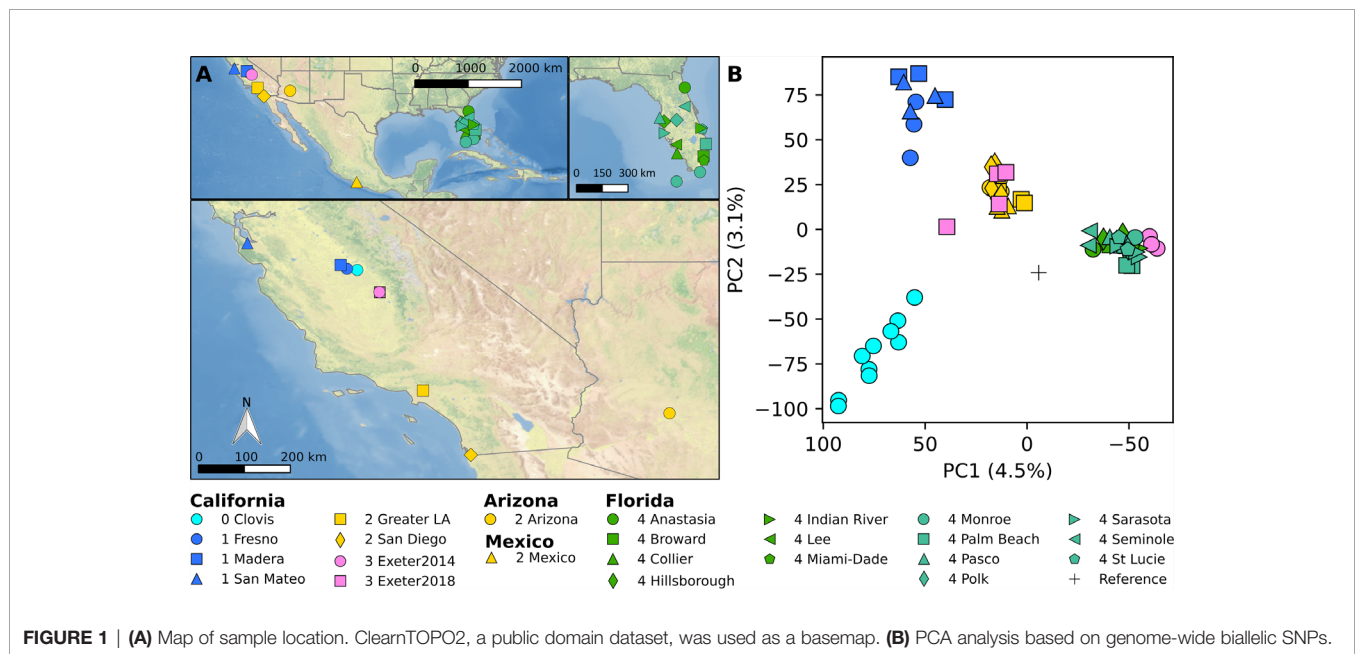 A
0 1000 2000 km
0 150 300 km
N
0 100 200 km
B
PC2 (3.1%)
75
50
25
0
−25
−50
−75
−100
100 50 0 −50
PC1 (4.5%)
California
0 Clovis
1 Fresno
1 Madera
1 San Mateo
2 Greater LA
2 San Diego
3 Exeter2014
3 Exeter2018
Arizona
2 Arizona
Mexico
2 Mexico
Florida
4 Anastasia
4 Broward
4 Collier
4 Hillsborough
4 Indian River
4 Lee
4 Miami-Dade
4 Monroe
4 Palm Beach
4 Pasco
4 Polk
4 Sarasota
4 Seminole
4 St Lucie
Reference
FIGURE 1 | (A) Map of sample location. ClearnTOPO2, a public domain dataset, was used as a basemap. (B) PCA analysis based on genome-wide biallelic SNPs.